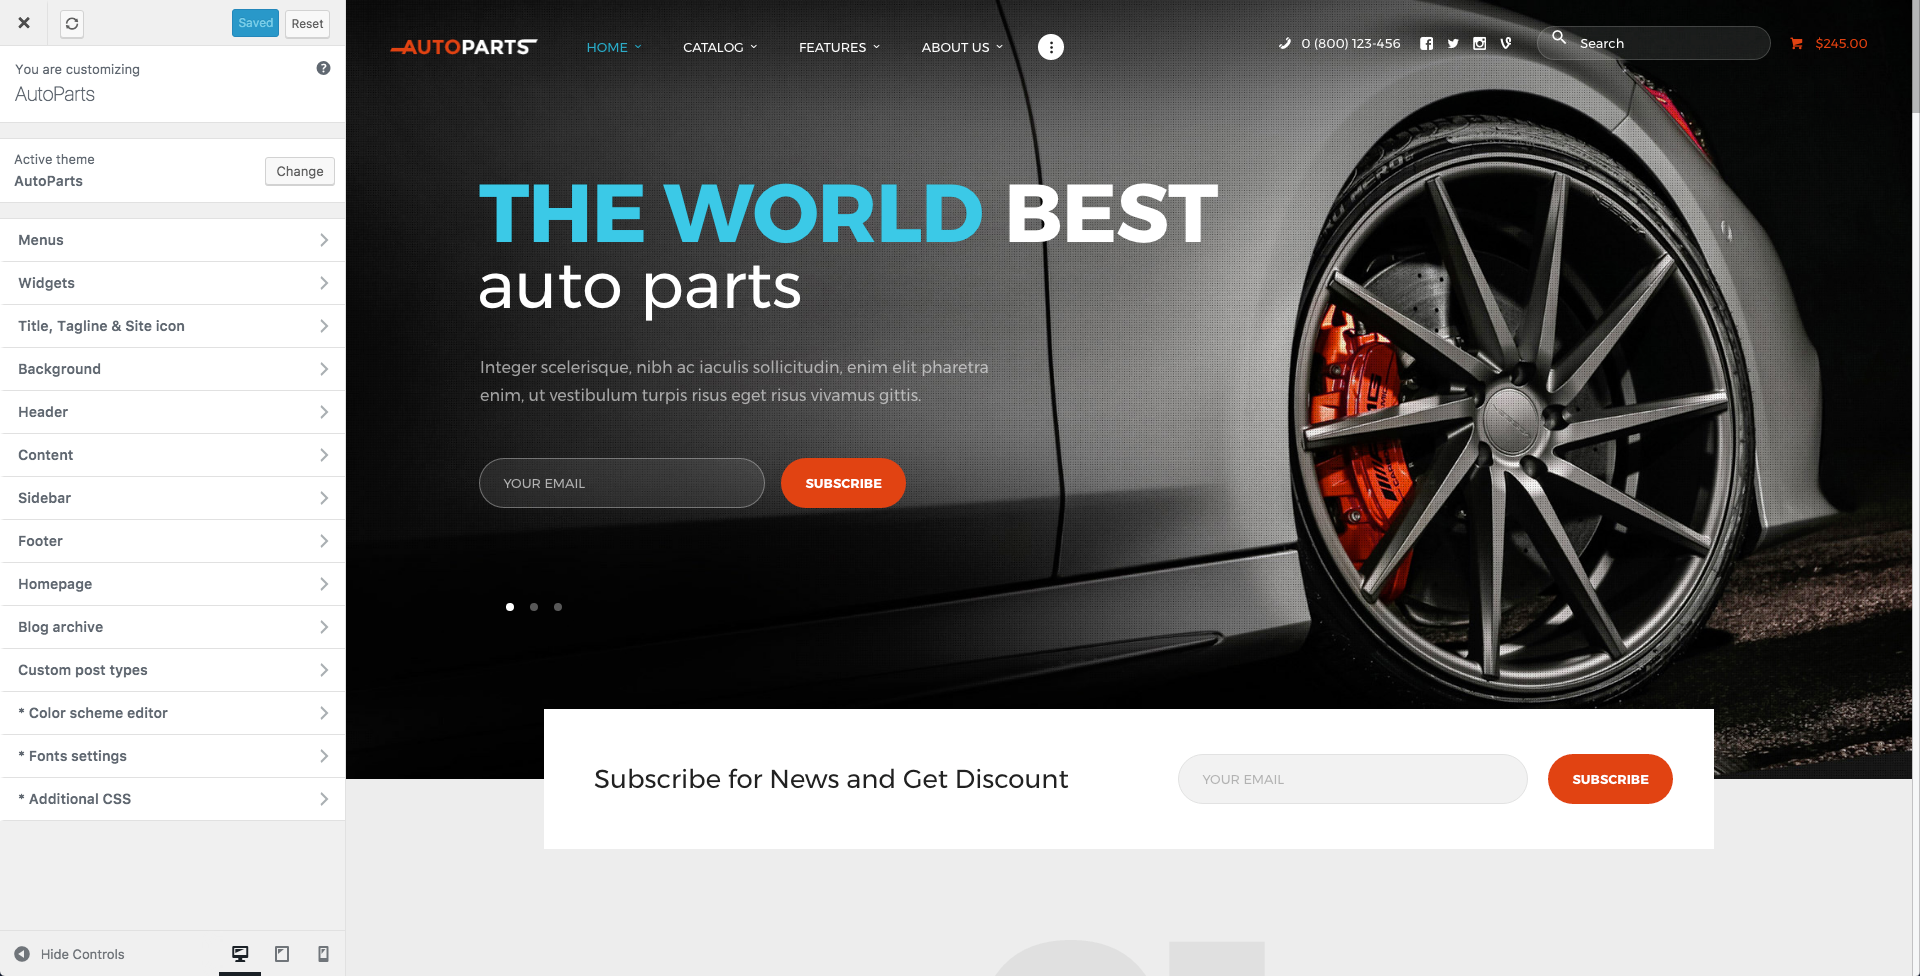 Saved
Reset
You are customizing
AutoParts
Active theme
AutoParts
Change
Menus
Widgets
Title, Tagline & Site icon
Background
Header
Content
Sidebar
Footer
Homepage
Blog archive
Custom post types
* Color scheme editor
* Fonts settings
* Additional CSS
Hide Controls
AUTOPARTS
HOME
CATALOG
FEATURES
ABOUT US
0 (800) 123-456
Search
$245.00
THE WORLD BEST
auto parts
Integer scelerisque, nibh ac iaculis sollicitudin, enim elit pharetra
enim, ut vestibulum turpis risus eget risus vivamus gittis.
YOUR EMAIL
SUBSCRIBE
Subscribe for News and Get Discount
YOUR EMAIL
SUBSCRIBE